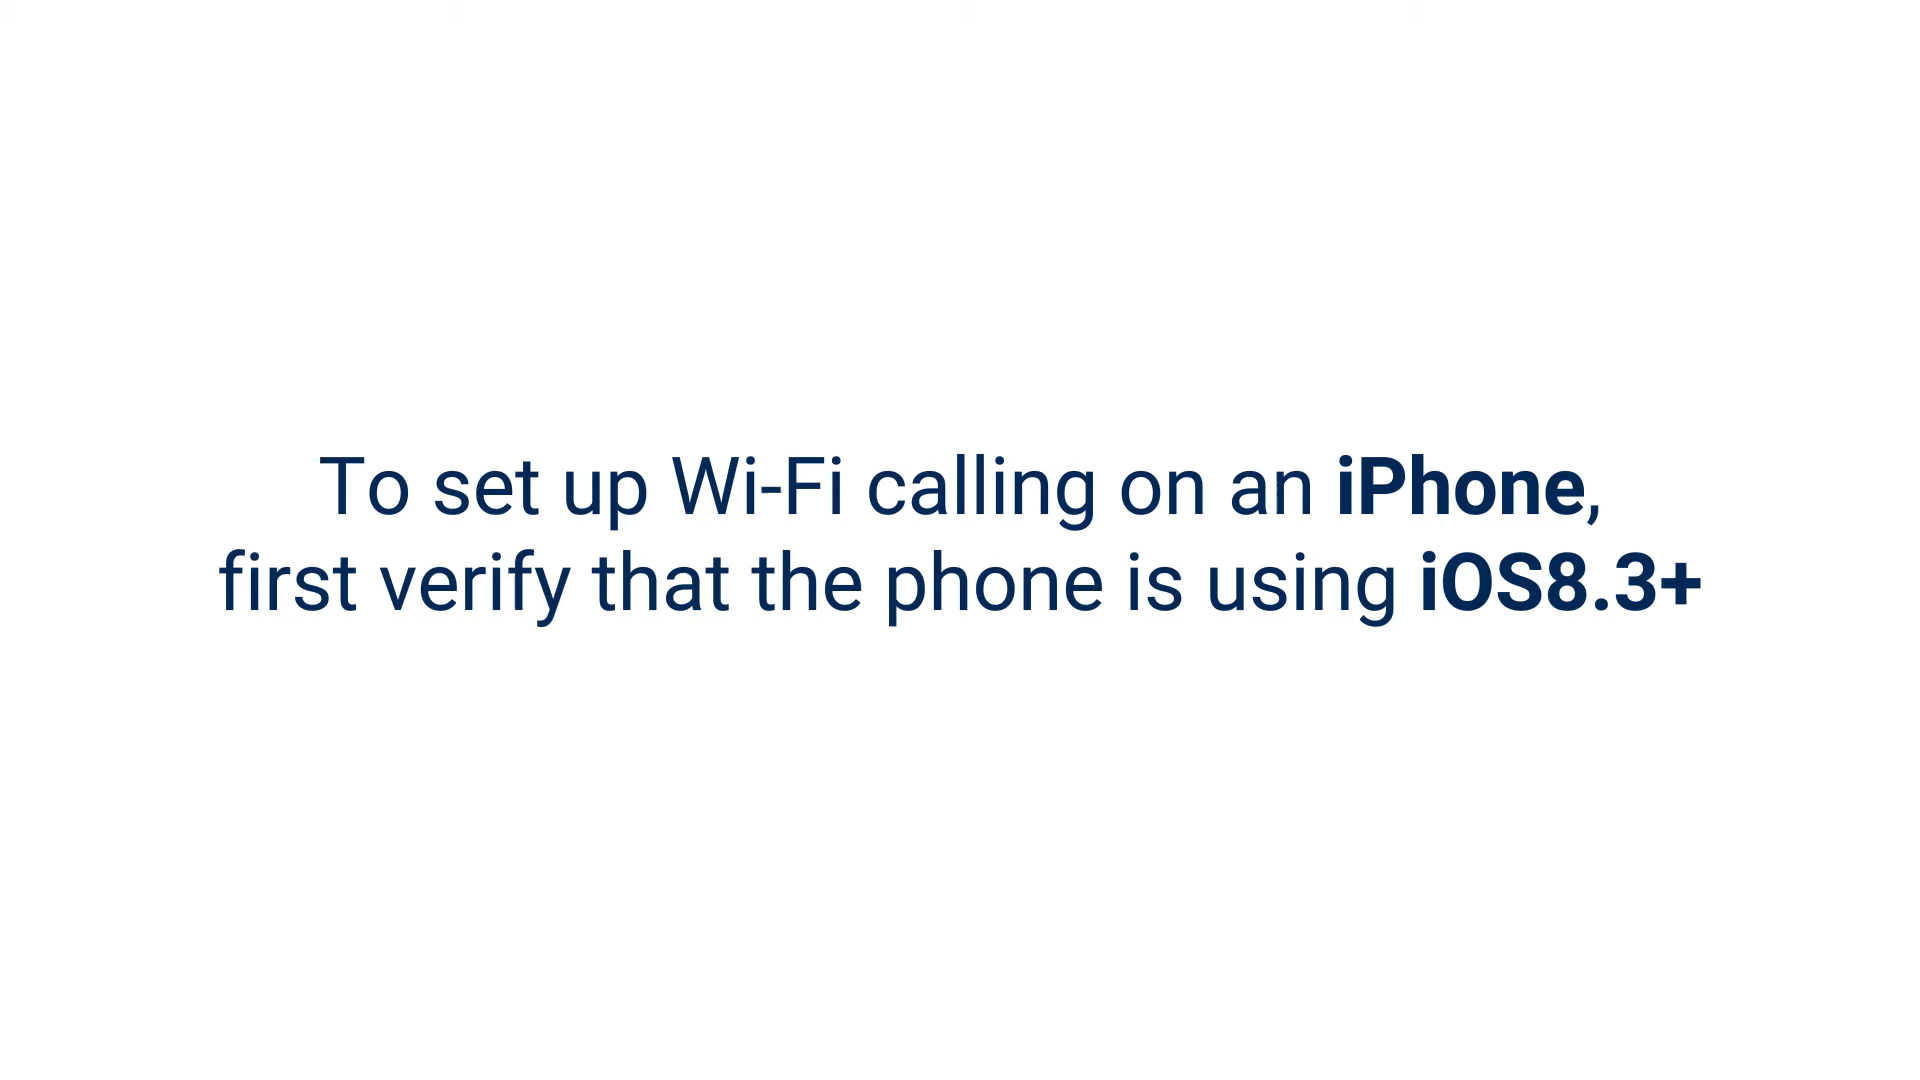 To set up Wi-Fi calling on an iPhone,
first verify that the phone is using iOS8.3+